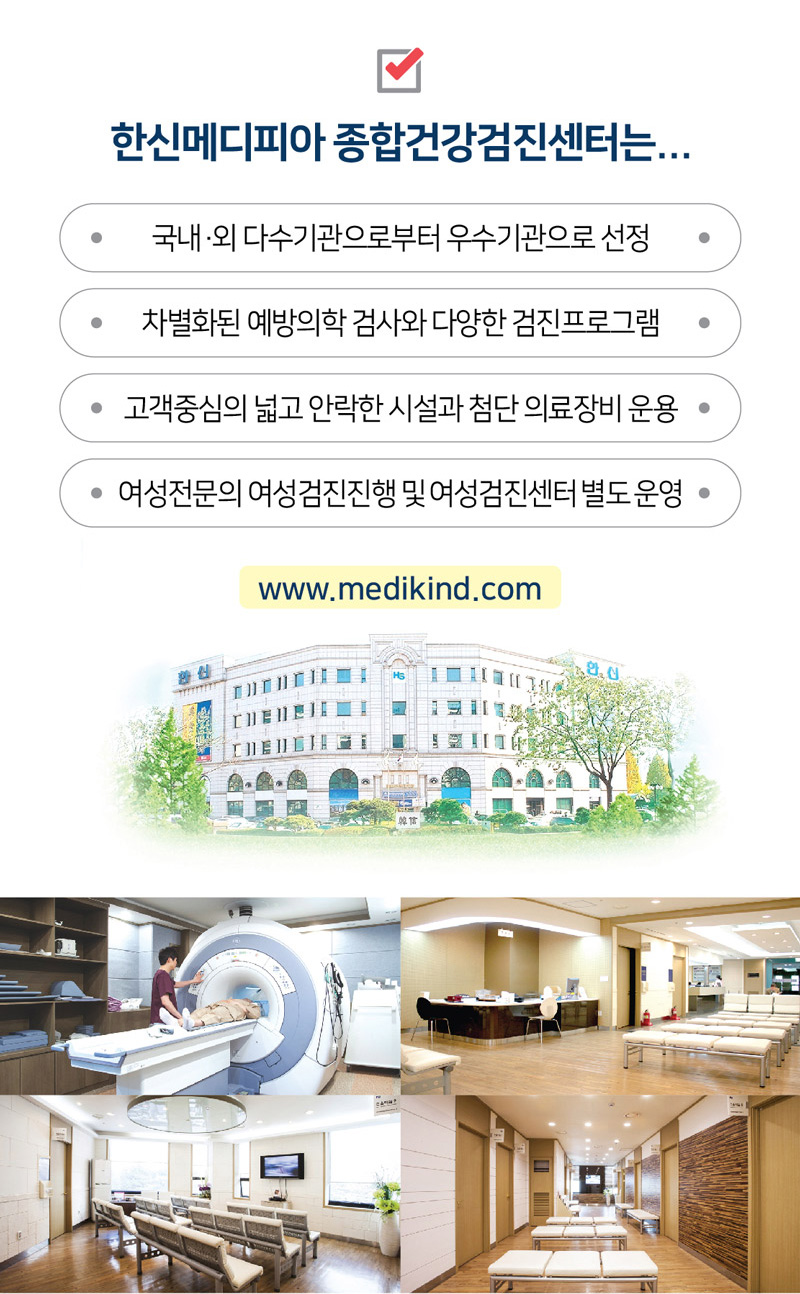 한신메디피아 종합건강검진센터는...
국내·외 다수기관으로부터 우수기관으로 선정
차별화된 예방의학 검사와 다양한 검진프로그램
고객중심의 넓고 안락한 시설과 첨단 의료장비 운용
여성전문의 여성검진진행 및 여성검진센터 별도 운영
www.medikind.com
한신
한신
HS
韓信